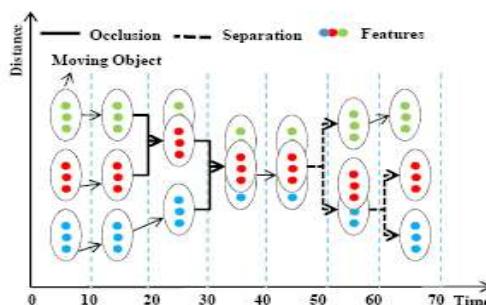 Occlusion Separation Features
Distance
Moving Object
0 10 20 30 40 50 60 70 Time